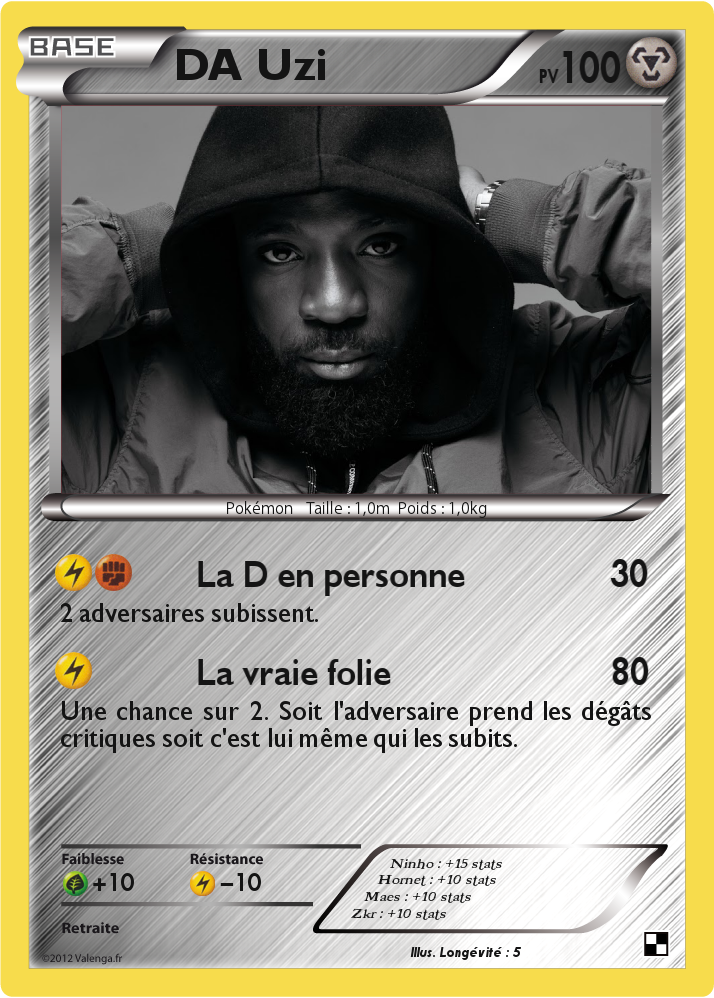 BASE
DA Uzi
PV 100
Pokémon Taille : 1,0m Poids : 1,0kg
La D en personne 30
2 adversaires subissent.
La vraie folie 80
Une chance sur 2. Soit l'adversaire prend les dégâts
critiques soit c'est lui même qui les subits.
Faiblesse Résistance
+10 −10
Retraite
Ninho : +15 stats
Hornet : +10 stats
Maes : +10 stats
Zkr : +10 stats
Illus. Longévité : 5
©2012 Valenga.fr